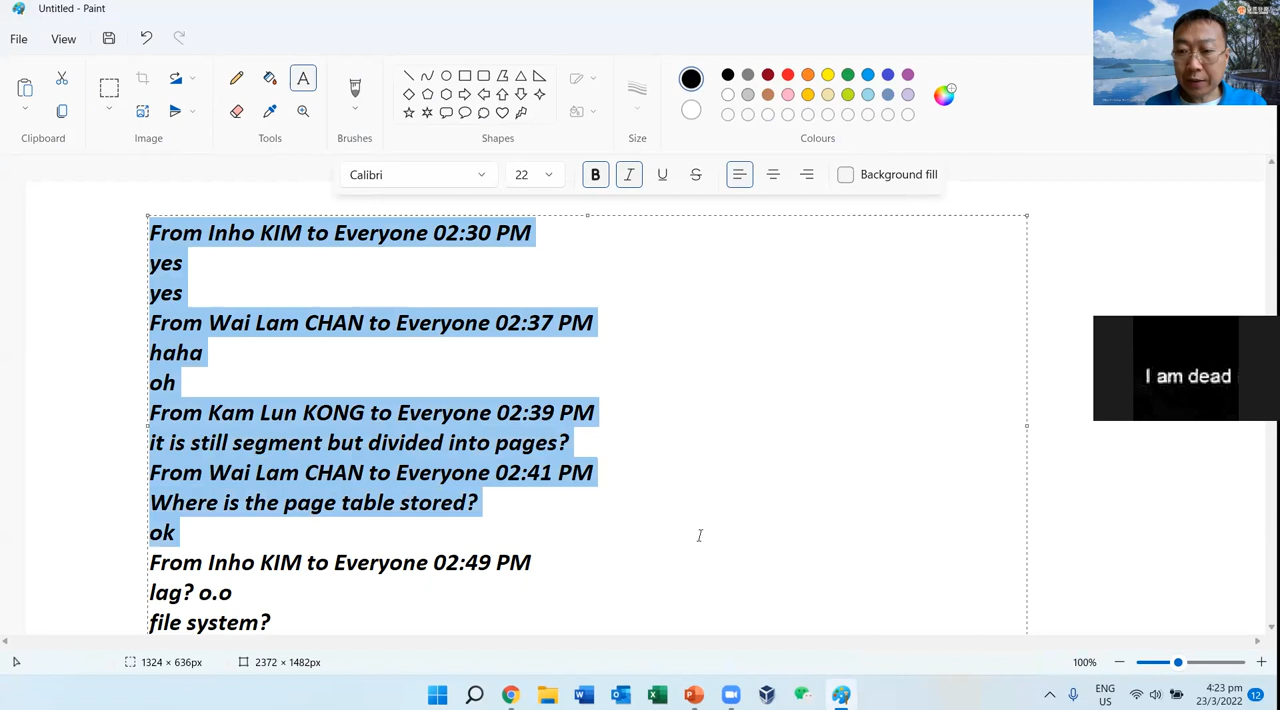 Untitled - Paint
File
View
Clipboard
Image
Tools
Brushes
Shapes
Size
Colours
Calibri
22
B
I
U
S
Background fill
From Inho KIM to Everyone 02:30 PM
yes
yes
From Wai Lam CHAN to Everyone 02:37 PM
haha
oh
From Kam Lun KONG to Everyone 02:39 PM
it is still segment but divided into pages?
From Wai Lam CHAN to Everyone 02:41 PM
Where is the page table stored?
ok
From Inho KIM to Everyone 02:49 PM
lag? o.o
file system?
I am dead
1324 × 636px
2372 × 1482px
100%
ENG
US
4:23 pm
23/3/2022
12